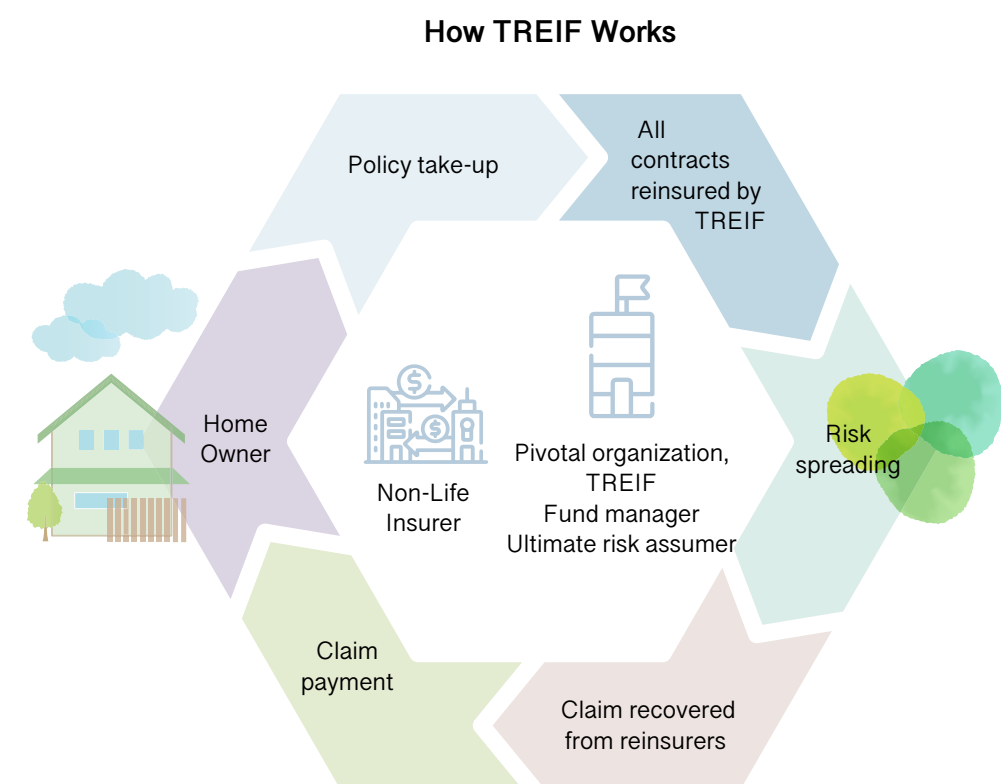 How TREIF Works
Policy take-up
All
contracts
reinsured by
TREIF
Risk
spreading
Claim recovered
from reinsurers
Claim
payment
Home
Owner
Non-Life
Insurer
Pivotal organization,
TREIF
Fund manager
Ultimate risk assumer